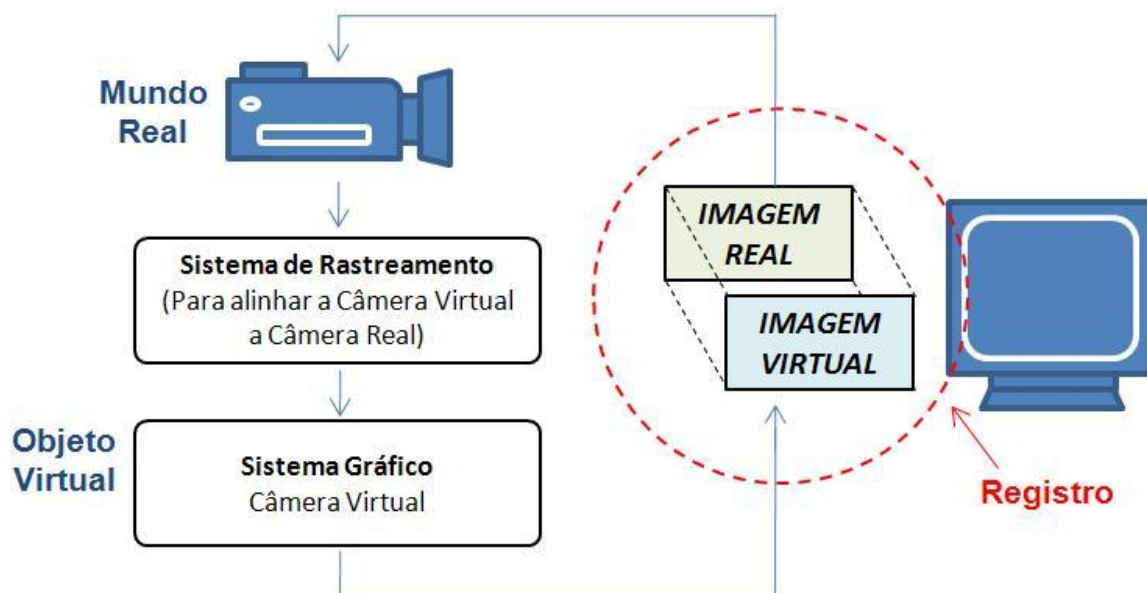 Mundo
Real
Sistema de Rastreamento
(Para alinhar a Câmera Virtual
a Câmera Real)
Objeto
Virtual
Sistema Gráfico
Câmera Virtual
IMAGEM
REAL
IMAGEM
VIRTUAL
Registro